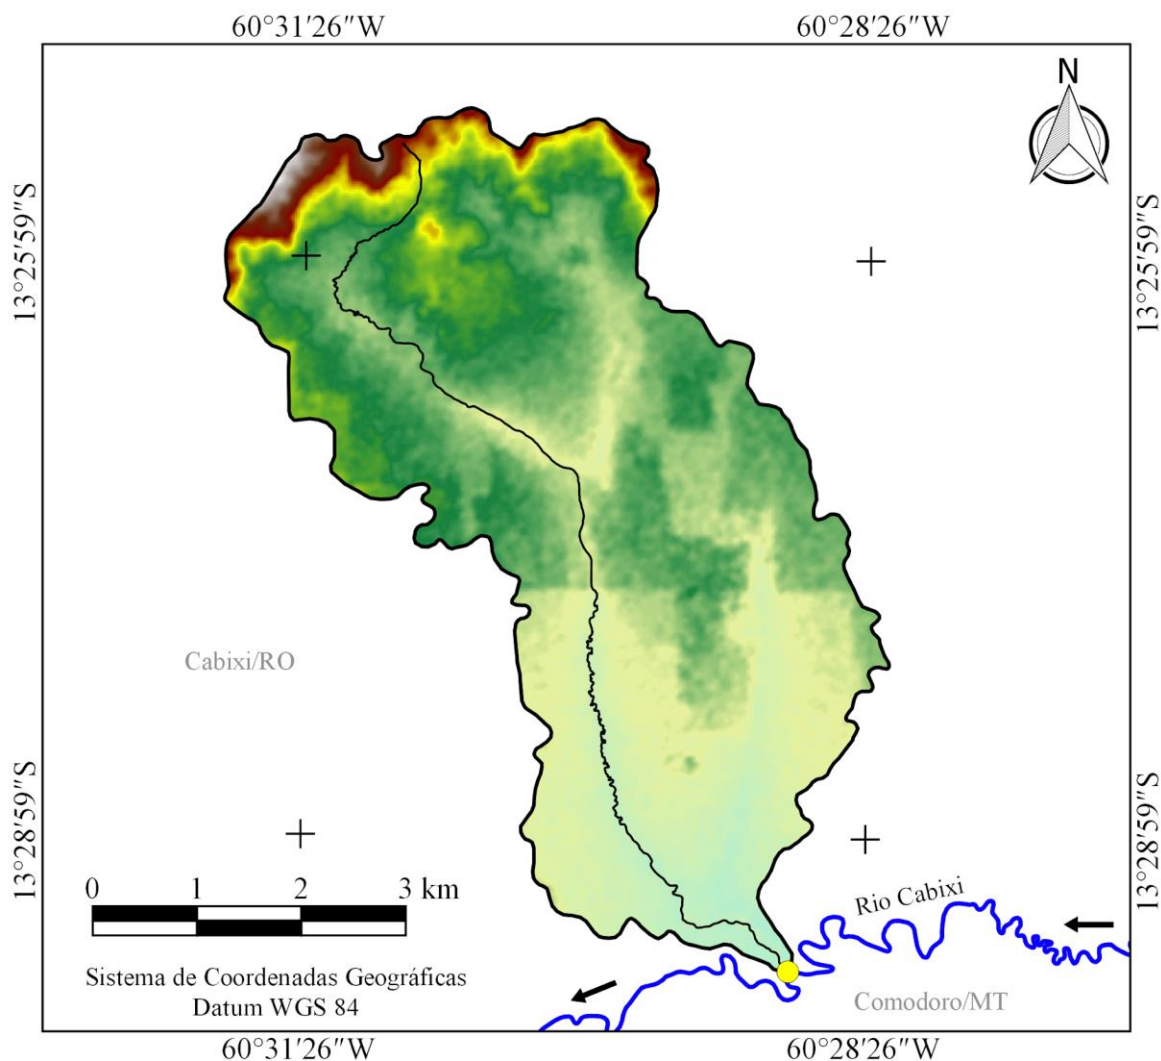 60°31'26"W 60°28'26"W
N
13°25'59"S 13°25'59"S
Cabixi/RO
13°28'59"S 13°28'59"S
0 1 2 3 km
Rio Cabixi
Sistema de Coordenadas Geográficas
Datum WGS 84
Comodoro/MT
60°31'26"W 60°28'26"W